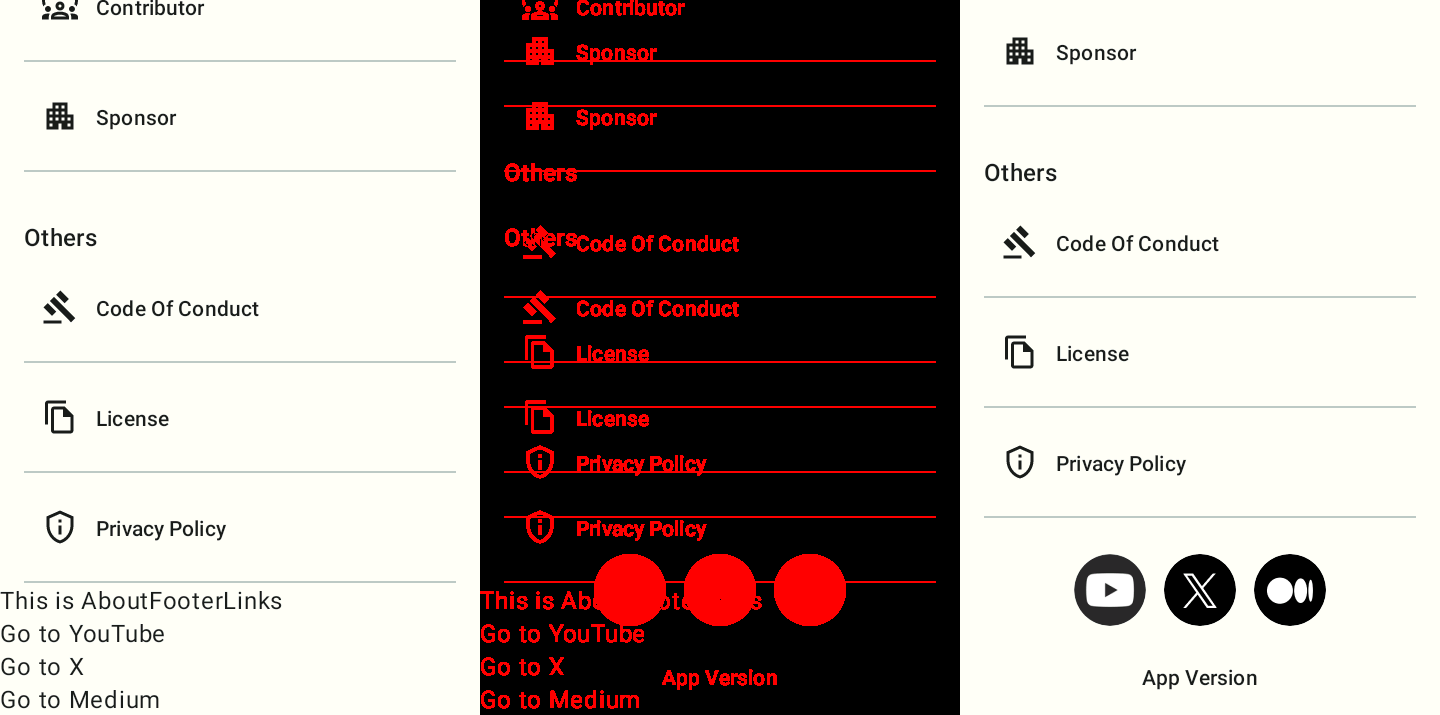 Contributor
Sponsor
Others
Code Of Conduct
License
Privacy Policy
This is AboutFooterLinks
Go to YouTube
Go to X
Go to Medium
Contributor
Sponsor
Sponsor
Others
Others
Code Of Conduct
Code Of Conduct
License
License
Privacy Policy
Privacy Policy
This is AboutFooterLinks
Go to YouTube
Go to X
App Version
Go to Medium
Sponsor
Others
Code Of Conduct
License
Privacy Policy
App Version